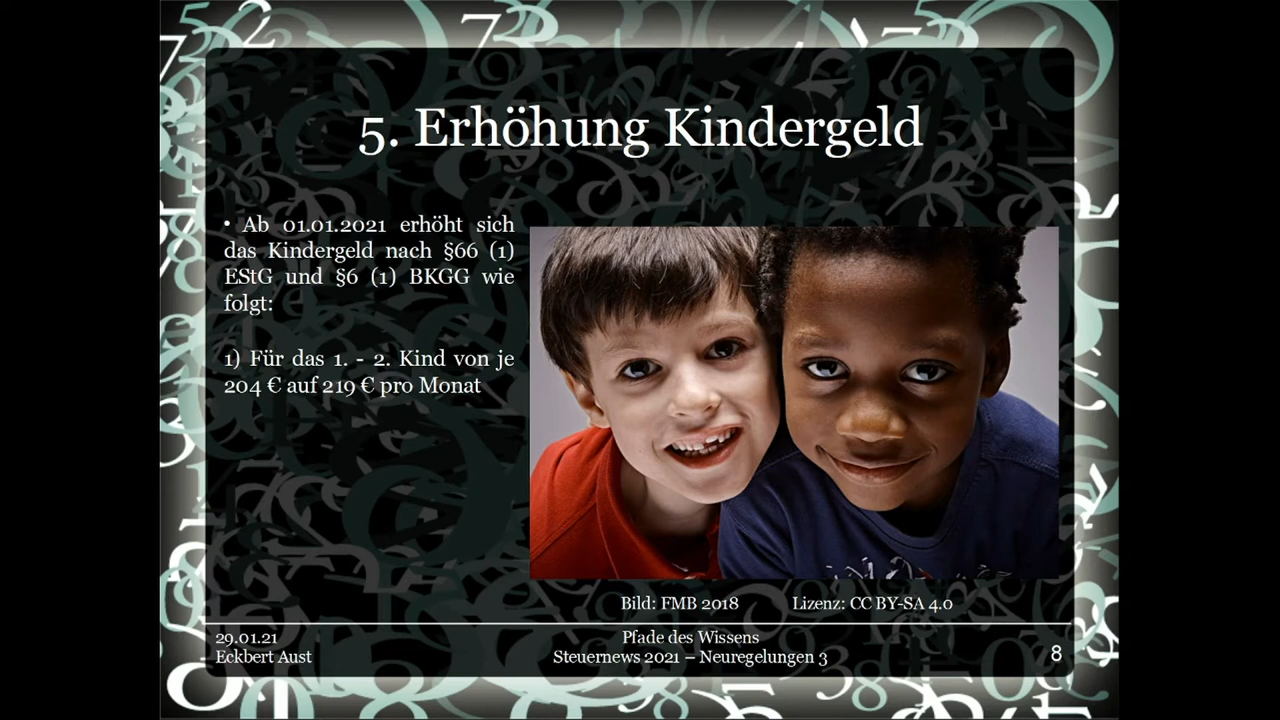 5. Erhöhung Kindergeld
• Ab 01.01.2021 erhöht sich
das Kindergeld nach §66 (1)
EStG und §6 (1) BKGG wie
folgt:
1) Für das 1. - 2. Kind von je
204 € auf 219 € pro Monat
Bild: FMB 2018 Lizenz: CC BY-SA 4.0
29.01.21
Eckbert Aust
Pfade des Wissens
Steuernews 2021 – Neuregelungen 3
8